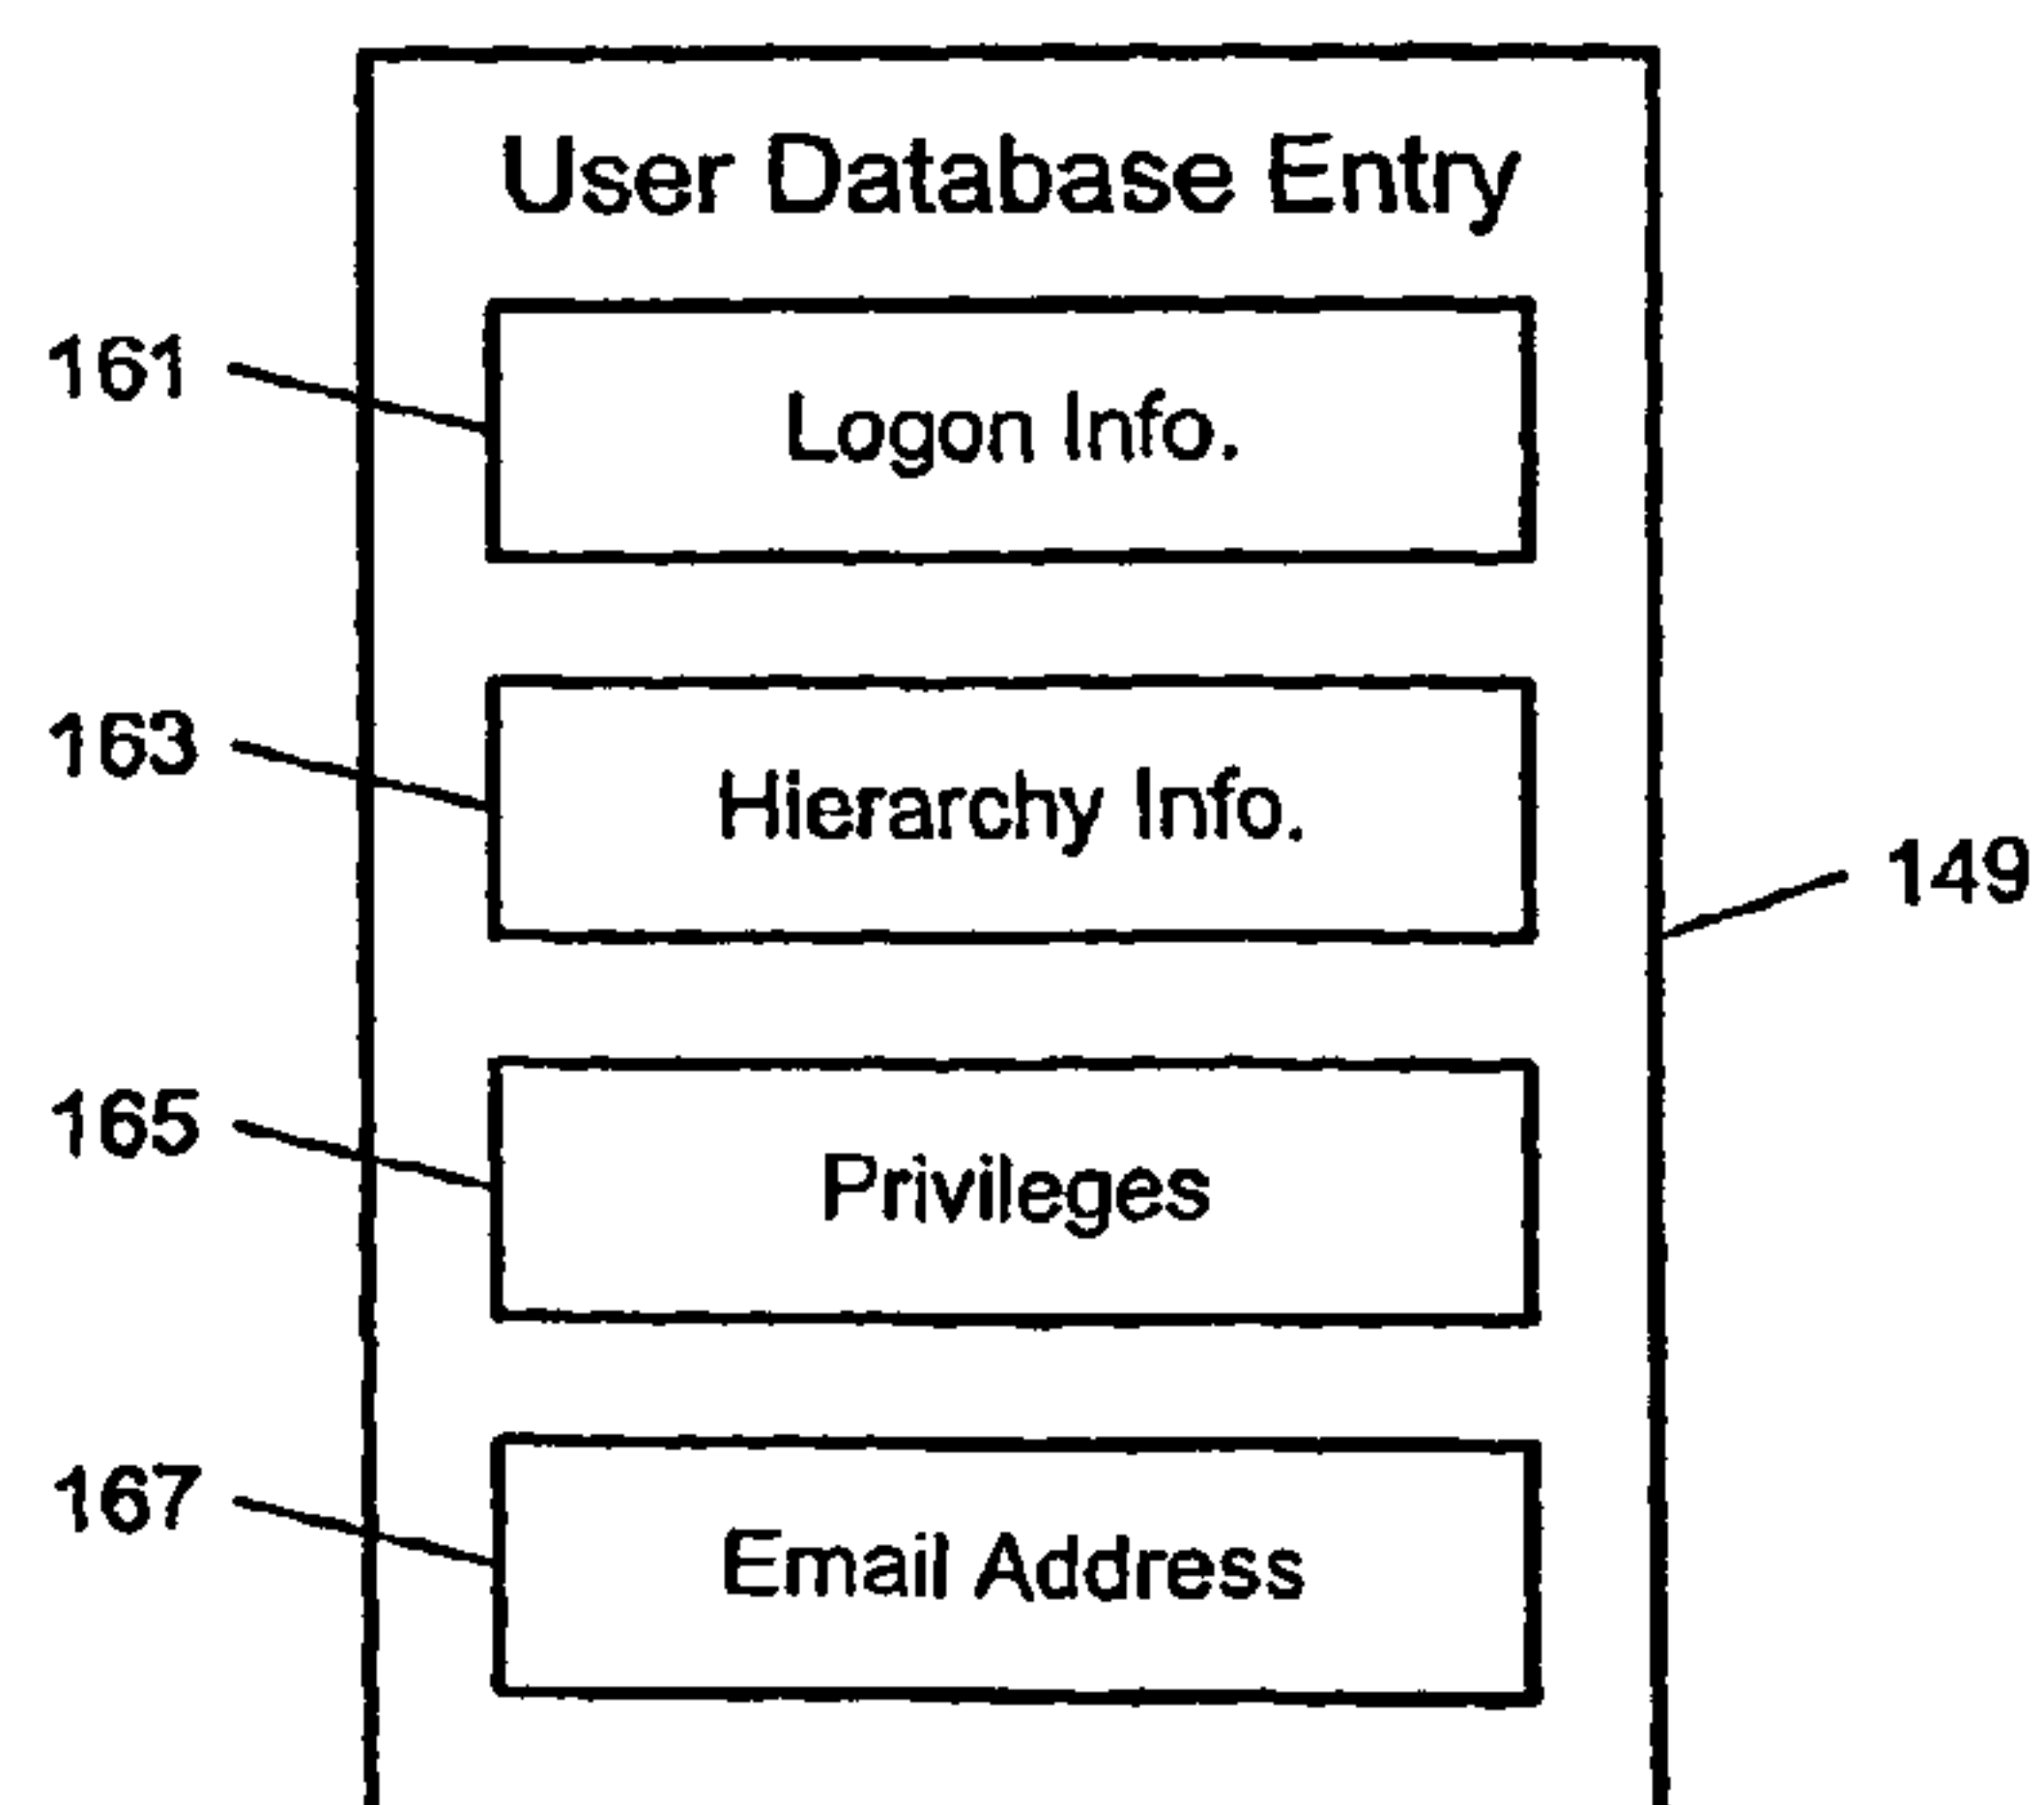 User Database Entry
161
Logon Info.
163
Hierarchy Info.
149
165
Privileges
167
Email Address